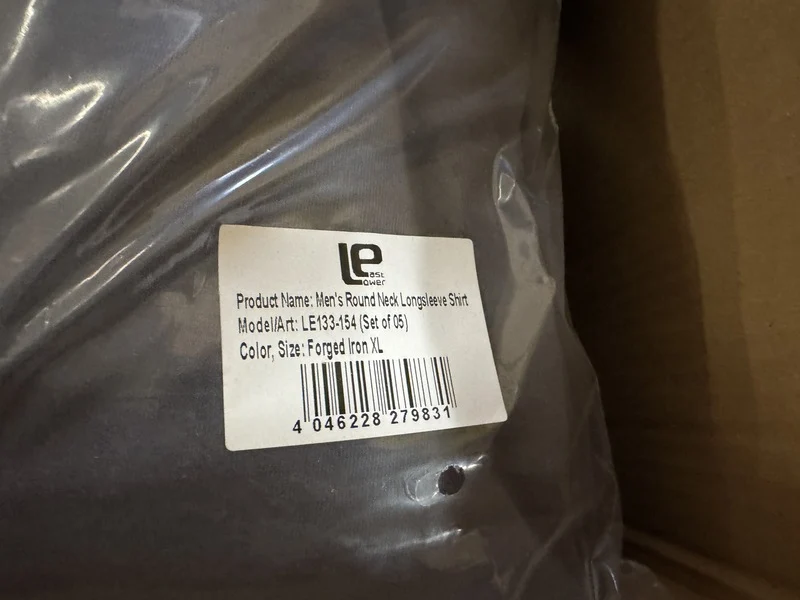 Le
ast
ower
Product Name: Men's Round Neck Longsleeve Shirt
Model/Art: LE133-154 (Set of 05)
Color, Size: Forged Iron XL
4 046228 279831